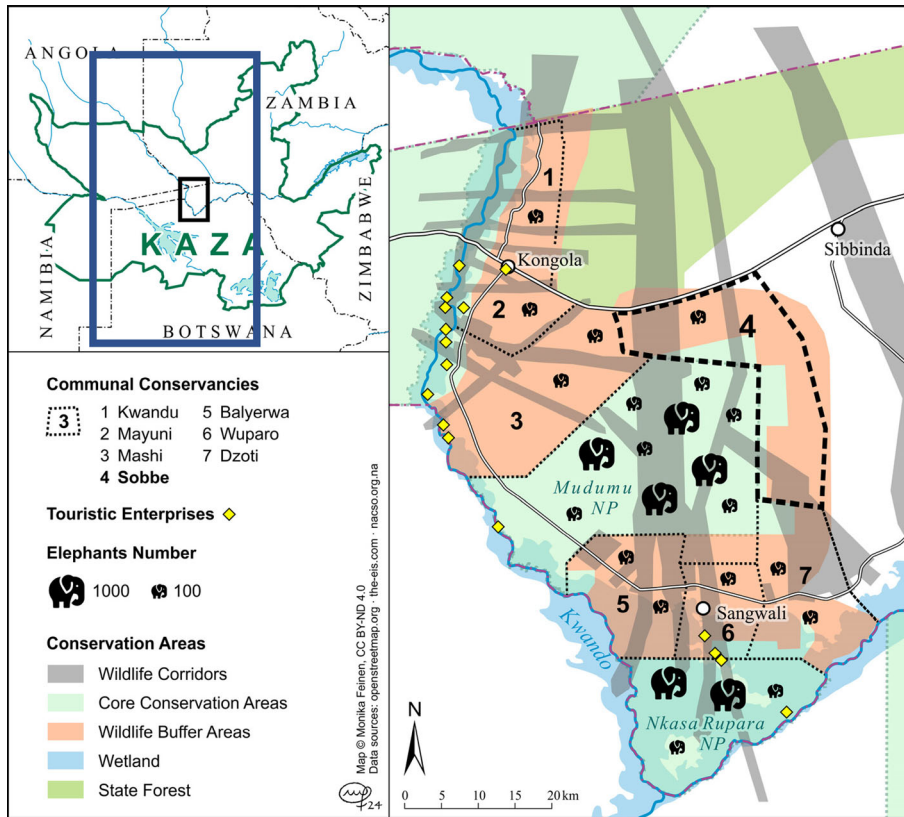 ANGOLA
ZAMBIA
KAZA
NAMIBIA
ZIMBABWE
BOTSWANA
Communal Conservancies
3
1 Kwandu 5 Balyerwa
2 Mayuni 6 Wuparo
3 Mashi 7 Dzoti
4 Sobbe
Touristic Enterprises
Elephants Number
1000 100
Conservation Areas
Wildlife Corridors
Core Conservation Areas
Wildlife Buffer Areas
Wetland
State Forest
Map © Monika Feinen, CC BY-ND 4.0
Data sources: openstreetmap.org · the-eis.com · nacso.org.na
24
1
Sibbinda
Kongola
2
4
3
Mudumu
NP
7
5
Sangwali
6
Kwando
Nkasa Rupara
NP
N
0 5 10 15 20 km